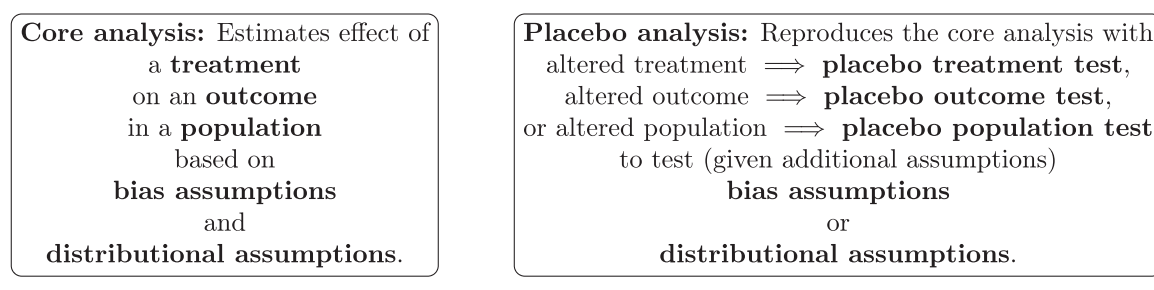 Core analysis: Estimates effect of
a treatment
on an outcome
in a population
based on
bias assumptions
and
distributional assumptions.
Placebo analysis: Reproduces the core analysis with
altered treatment ⟹ placebo treatment test,
altered outcome ⟹ placebo outcome test,
or altered population ⟹ placebo population test
to test (given additional assumptions)
bias assumptions
or
distributional assumptions.